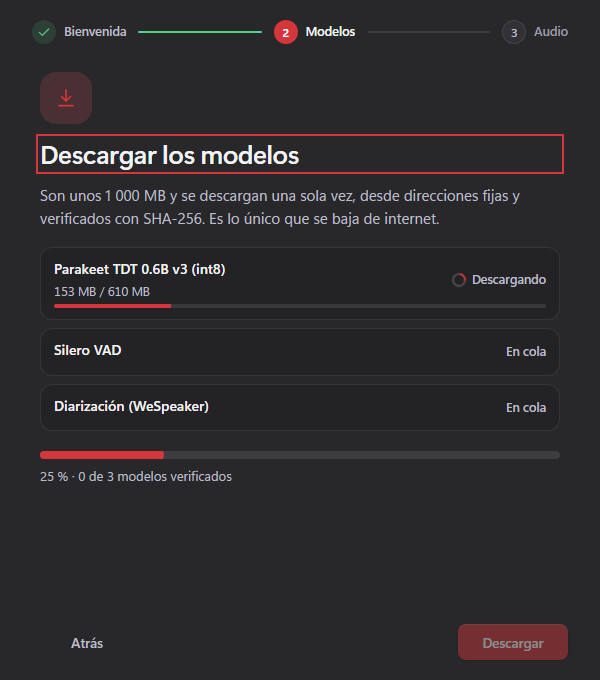 Bienvenida
2
Modelos
3
Audio
Descargar los modelos
Son unos 1 000 MB y se descargan una sola vez, desde direcciones fijas y
verificados con SHA-256. Es lo único que se baja de internet.
Parakeet TDT 0.6B v3 (int8)
153 MB / 610 MB
Descargando
Silero VAD
En cola
Diarización (WeSpeaker)
En cola
25 % · 0 de 3 modelos verificados
Atrás
Descargar